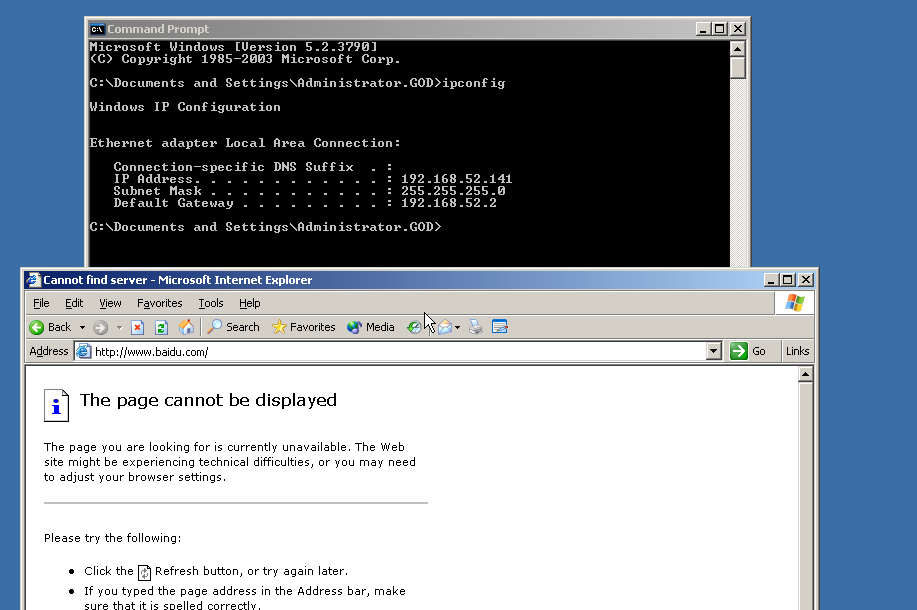 Command Prompt
Microsoft Windows [Version 5.2.3790]
(C) Copyright 1985-2003 Microsoft Corp.
C:\Documents and Settings\Administrator.GOD>ipconfig
Windows IP Configuration
Ethernet adapter Local Area Connection:
Connection-specific DNS Suffix  . :
IP Address. . . . . . . . . . . . : 192.168.52.141
Subnet Mask . . . . . . . . . . . : 255.255.255.0
Default Gateway . . . . . . . . . : 192.168.52.2
C:\Documents and Settings\Administrator.GOD>
Cannot find server - Microsoft Internet Explorer
File Edit View Favorites Tools Help
Back Search Favorites Media
Address http://www.baidu.com/ Go Links
The page cannot be displayed
The page you are looking for is currently unavailable. The Web
site might be experiencing technical difficulties, or you may need
to adjust your browser settings.
Please try the following:
• Click the Refresh button, or try again later.
• If you typed the page address in the Address bar, make
sure that it is spelled correctly.